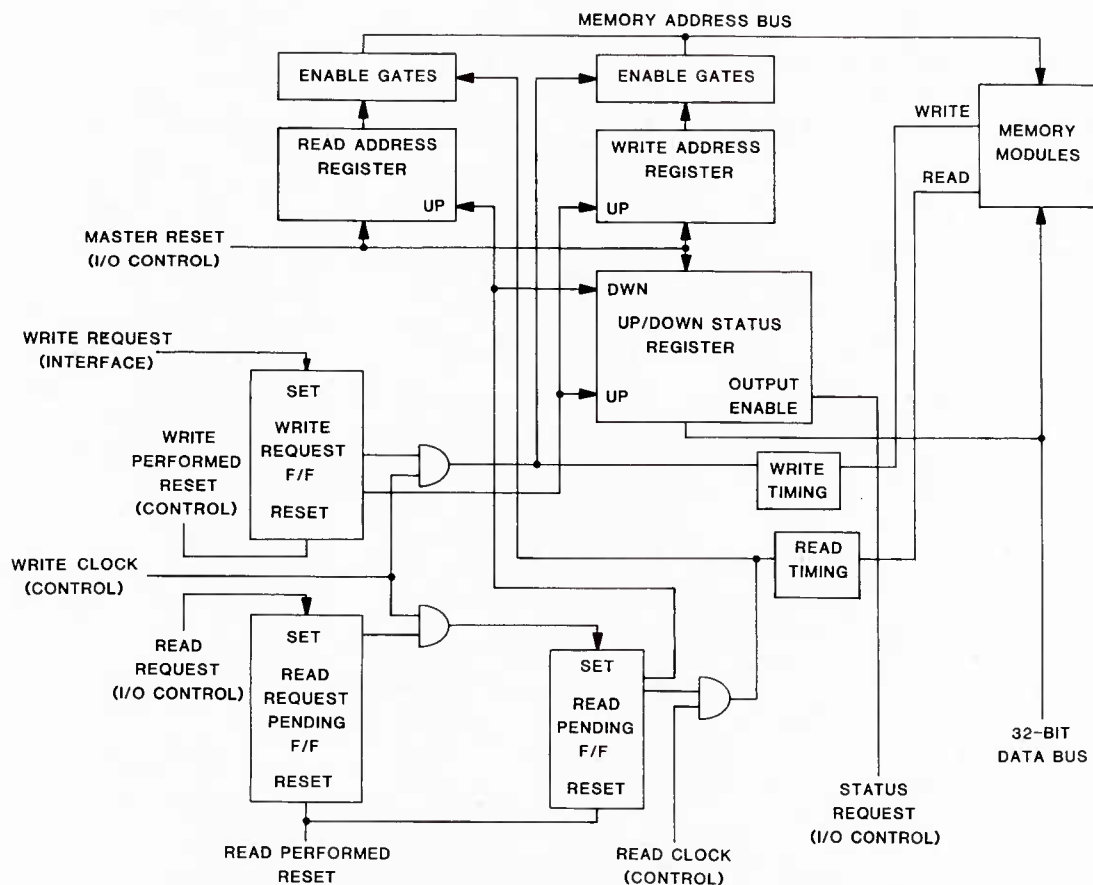 MEMORY ADDRESS BUS
ENABLE GATES
ENABLE GATES
READ ADDRESS
REGISTER
UP
WRITE ADDRESS
REGISTER
UP
WRITE
READ
MEMORY
MODULES
MASTER RESET
(I/O CONTROL)
DWN
UP/DOWN STATUS
REGISTER
UP
OUTPUT
ENABLE
WRITE REQUEST
(INTERFACE)
SET
WRITE
REQUEST
F/F
RESET
WRITE
PERFORMED
RESET
(CONTROL)
WRITE
TIMING
READ
TIMING
WRITE CLOCK
(CONTROL)
READ
REQUEST
(I/O CONTROL)
SET
READ
REQUEST
PENDING
F/F
RESET
SET
READ
PENDING
F/F
RESET
32-BIT
DATA BUS
STATUS
REQUEST
(I/O CONTROL)
READ PERFORMED
RESET
READ CLOCK
(CONTROL)